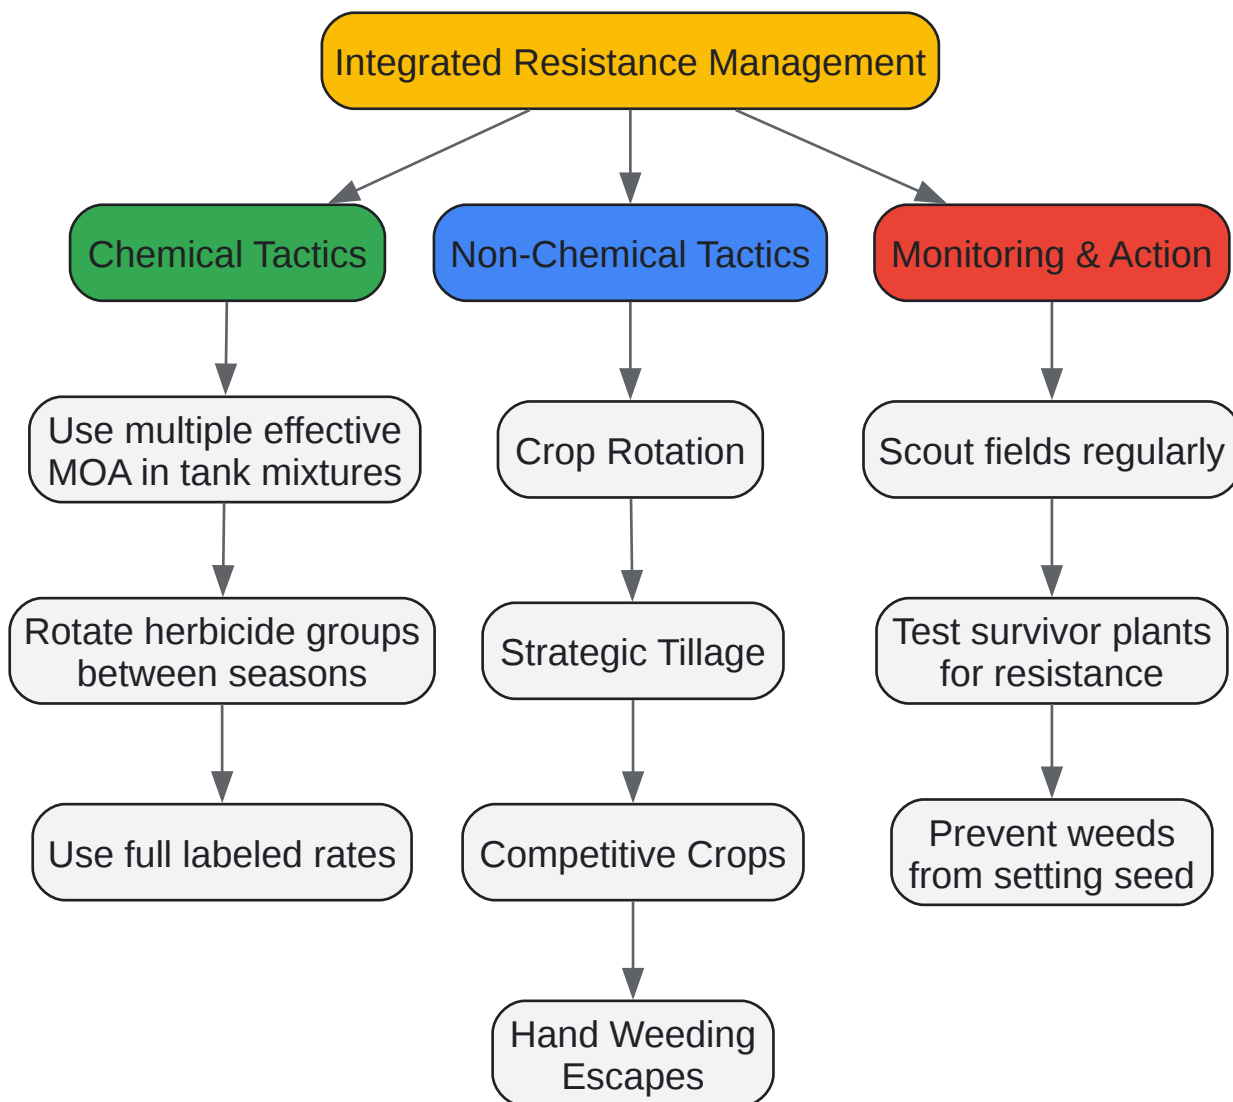 Integrated Resistance Management
Chemical Tactics
Non-Chemical Tactics
Monitoring & Action
Use multiple effective
MOA in tank mixtures
Crop Rotation
Scout fields regularly
Rotate herbicide groups
between seasons
Strategic Tillage
Test survivor plants
for resistance
Use full labeled rates
Competitive Crops
Prevent weeds
from setting seed
Hand Weeding
Escapes